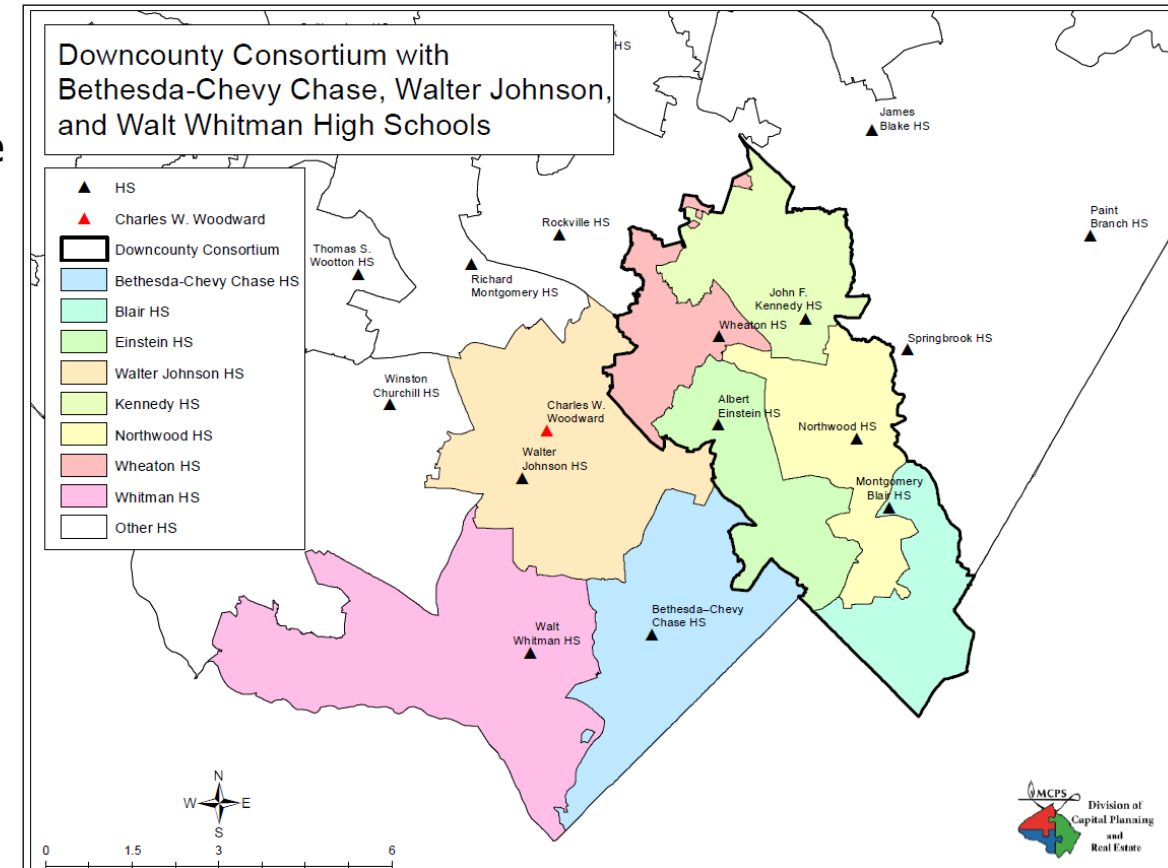 Downcounty Consortium with
Bethesda-Chevy Chase, Walter Johnson,
and Walt Whitman High Schools
HS
Charles W. Woodward
Downcounty Consortium
Bethesda-Chevy Chase HS
Blair HS
Einstein HS
Walter Johnson HS
Kennedy HS
Northwood HS
Wheaton HS
Whitman HS
Other HS
HS
James
Blake HS
Paint
Branch HS
Rockville HS
Thomas S.
Wootton HS
Richard
Montgomery HS
John F.
Kennedy HS
Wheaton HS
Springbrook HS
Winston
Churchill HS
Charles W.
Woodward
Albert
Einstein HS
Northwood HS
Walter
Johnson HS
Montgomery
Blair HS
Bethesda–Chevy
Chase HS
Walt
Whitman HS
N
W E
S
0 1.5 3 6
MCPS
Division of
Capital Planning
and
Real Estate